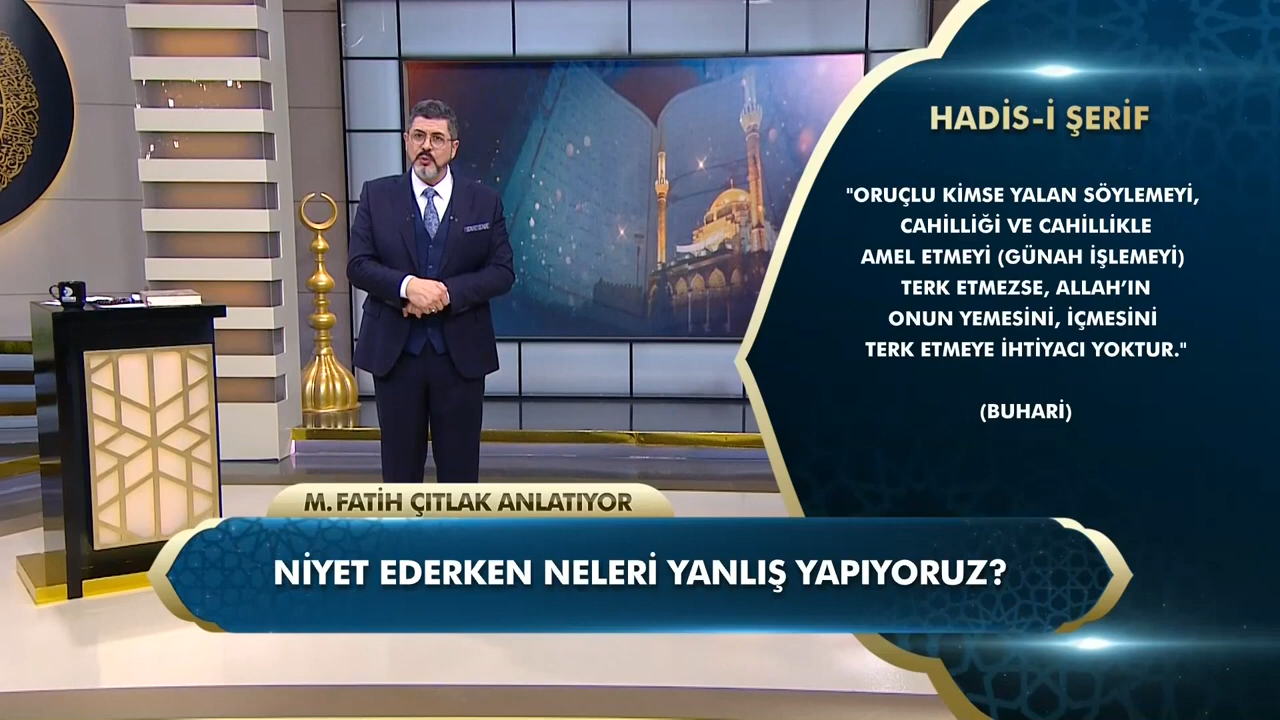 HADİS-İ ŞERİF
"ORUÇLU KİMSE YALAN SÖYLEMEYİ,
CAHİLLİĞİ VE CAHİLLİKLE
AMEL ETMEYİ (GÜNAH İŞLEMEYİ)
TERK ETMEZSE, ALLAH'IN
ONUN YEMESİNİ, İÇMESİNİ
TERK ETMEYE İHTİYACI YOKTUR."
(BUHARİ)
M. FATİH ÇITLAK ANLATIYOR
NİYET EDERKEN NELERİ YANLIŞ YAPIYORUZ?